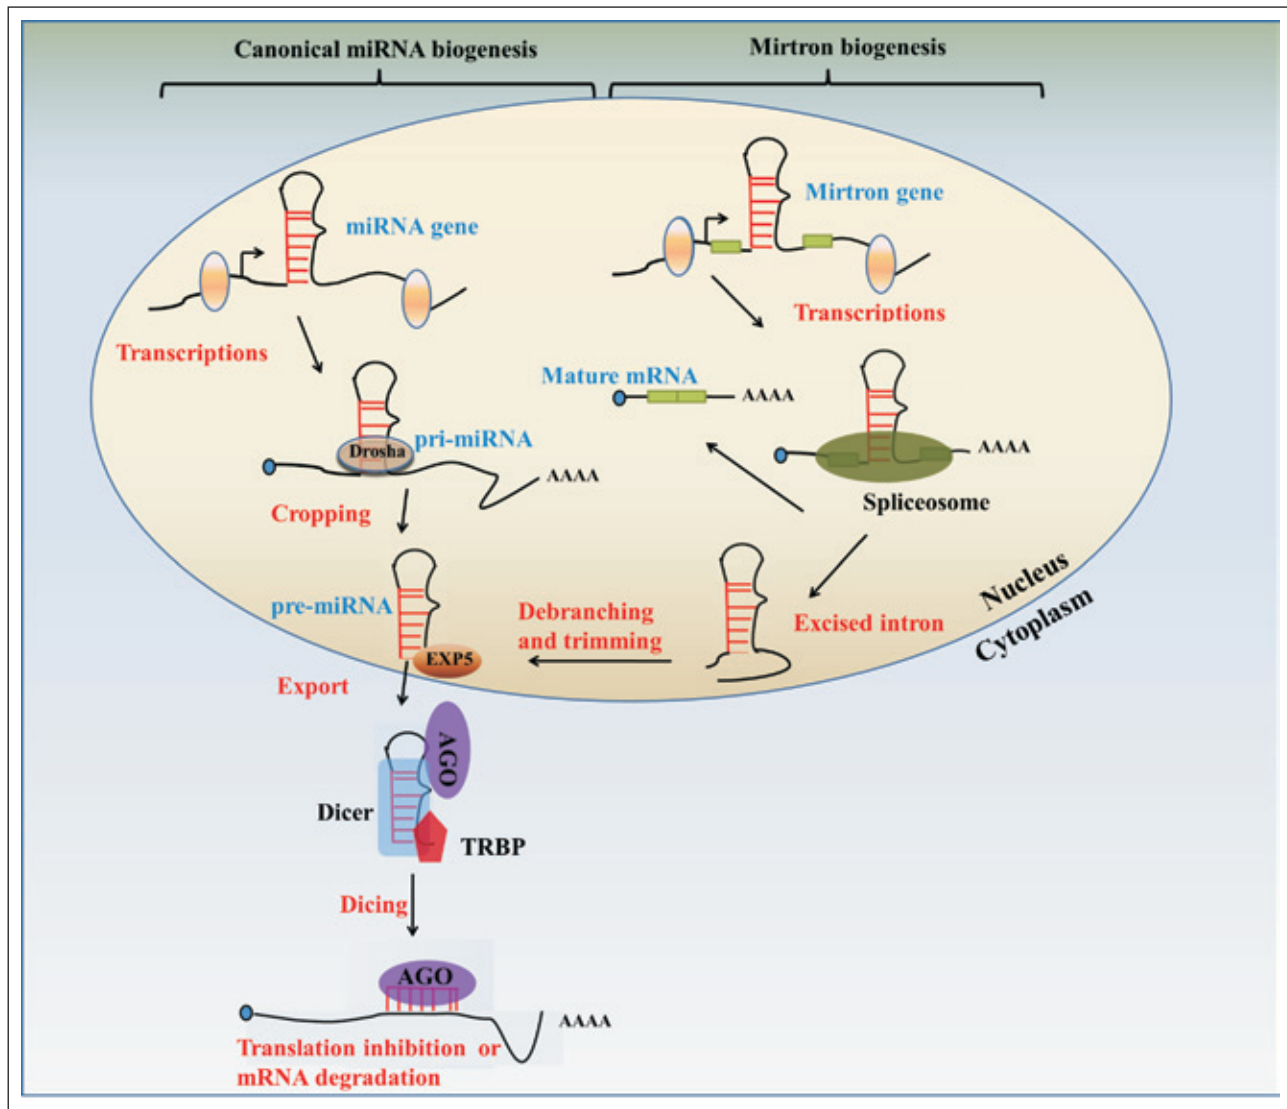 Canonical miRNA biogenesis
Mirtron biogenesis
miRNA gene
Mirtron gene
Transcriptions
Transcriptions
Mature mRNA
AAAA
Drosha
pri-miRNA
AAAA
AAAA
Spliceosome
Cropping
pre-miRNA
EXP5
Debranching
and trimming
Excised intron
Nucleus
Cytoplasm
Export
AGO
Dicer
TRBP
Dicing
AGO
AAAA
Translation inhibition or
mRNA degradation